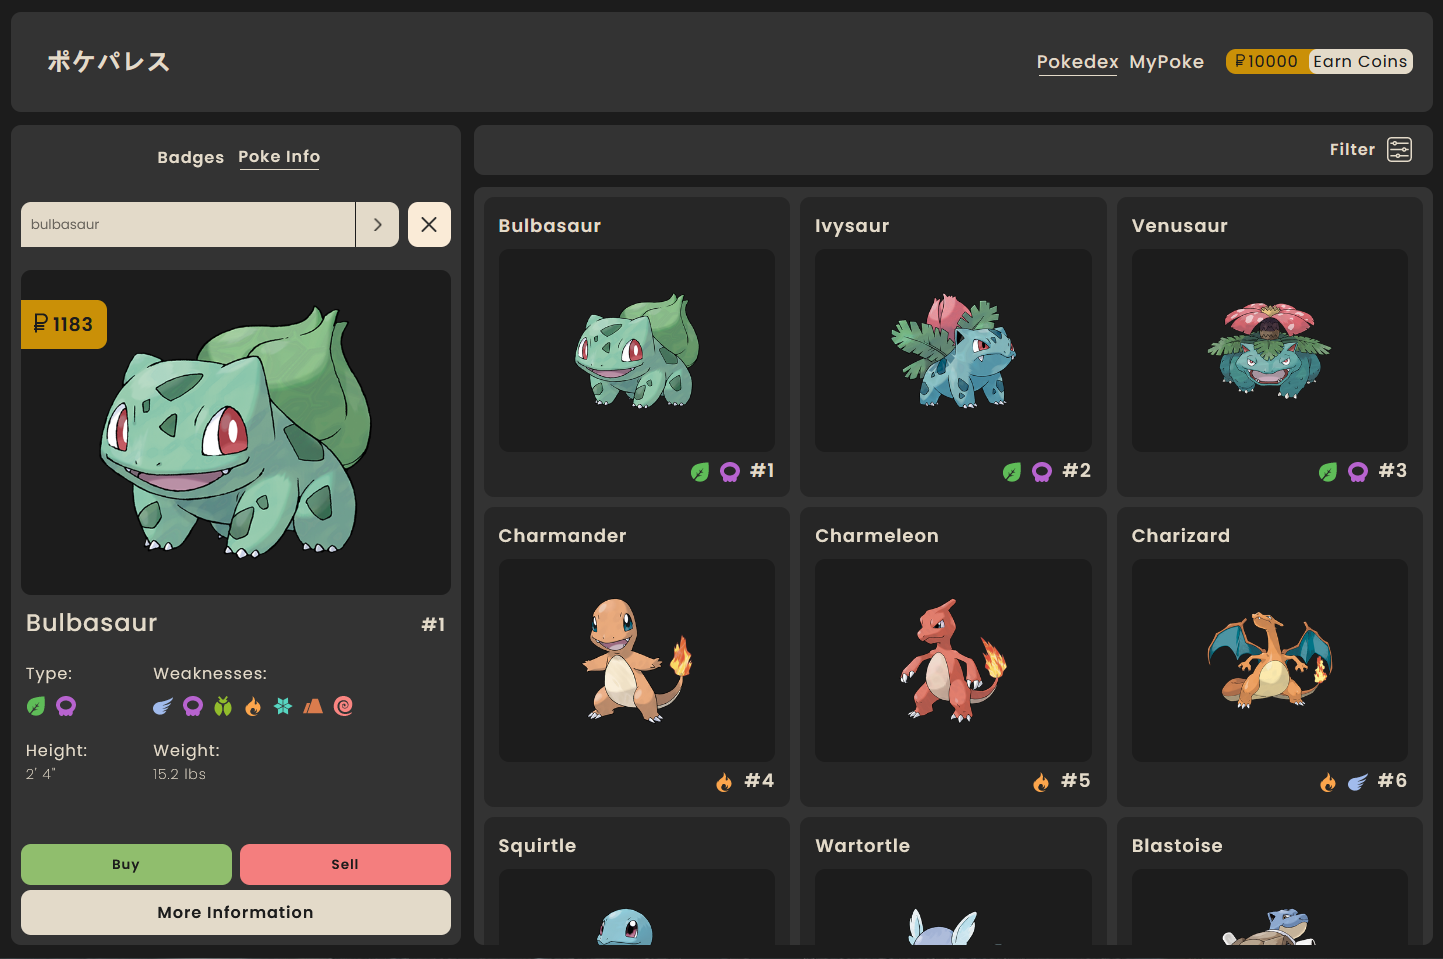 ポケパレス
Pokedex MyPoke ₽10000 Earn Coins
Badges Poke Info
bulbasaur
₽ 1183
Bulbasaur #1
Type: Weaknesses:
Height: Weight:
2' 4" 15.2 lbs
Buy Sell
More Information
Filter
Bulbasaur
#1
Ivysaur
#2
Venusaur
#3
Charmander
#4
Charmeleon
#5
Charizard
#6
Squirtle
Wartortle
Blastoise